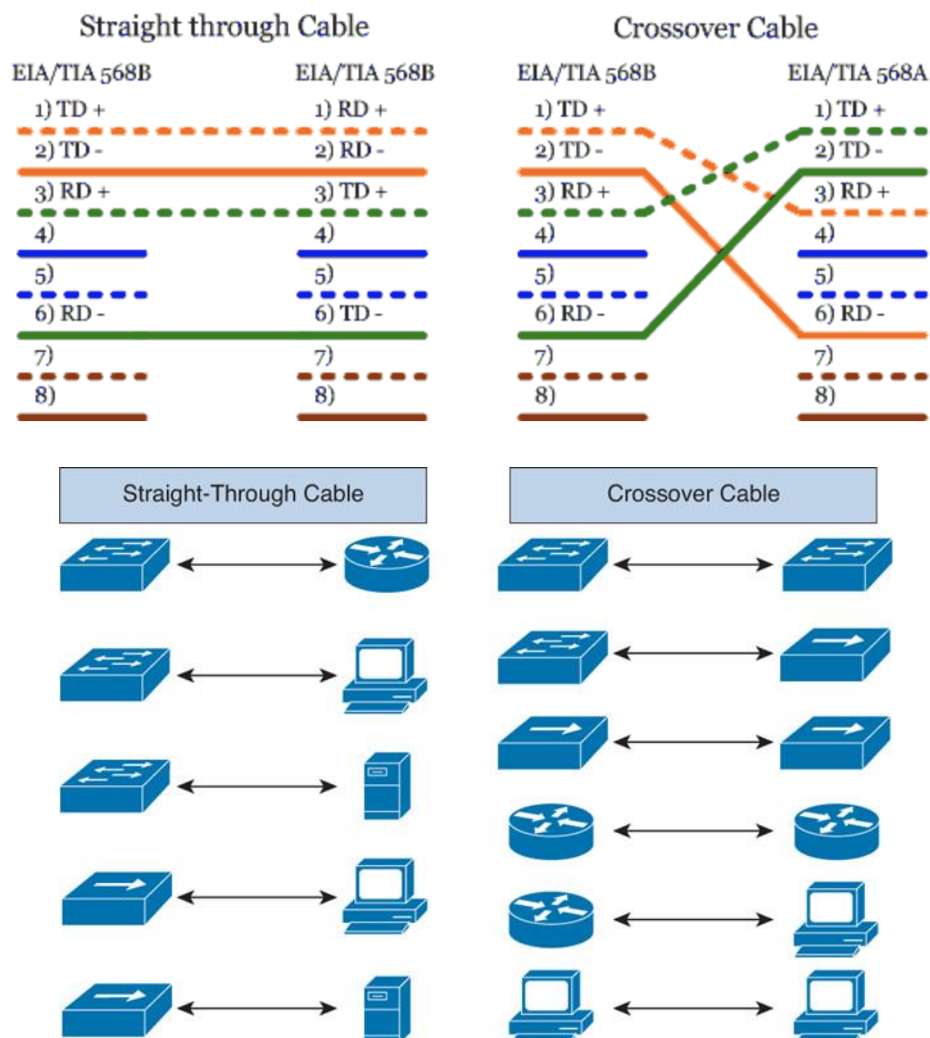 Straight through Cable
EIA/TIA 568B EIA/TIA 568B
1) TD + 1) RD +
2) TD - 2) RD -
3) RD + 3) TD +
4) 4)
5) 5)
6) RD - 6) TD -
7) 7)
8) 8)
Crossover Cable
EIA/TIA 568B EIA/TIA 568A
1) TD + 1) TD +
2) TD - 2) TD -
3) RD + 3) RD +
4) 4)
5) 5)
6) RD - 6) RD -
7) 7)
8) 8)
Straight-Through Cable
Crossover Cable